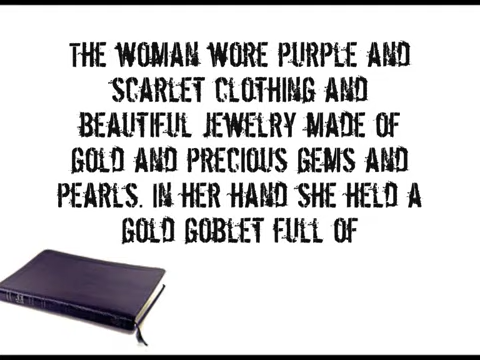 THE WOMAN WORE PURPLE AND
SCARLET CLOTHING AND
BEAUTIFUL JEWELRY MADE OF
GOLD AND PRECIOUS GEMS AND
PEARLS. IN HER HAND SHE HELD A
GOLD GOBLET FULL OF